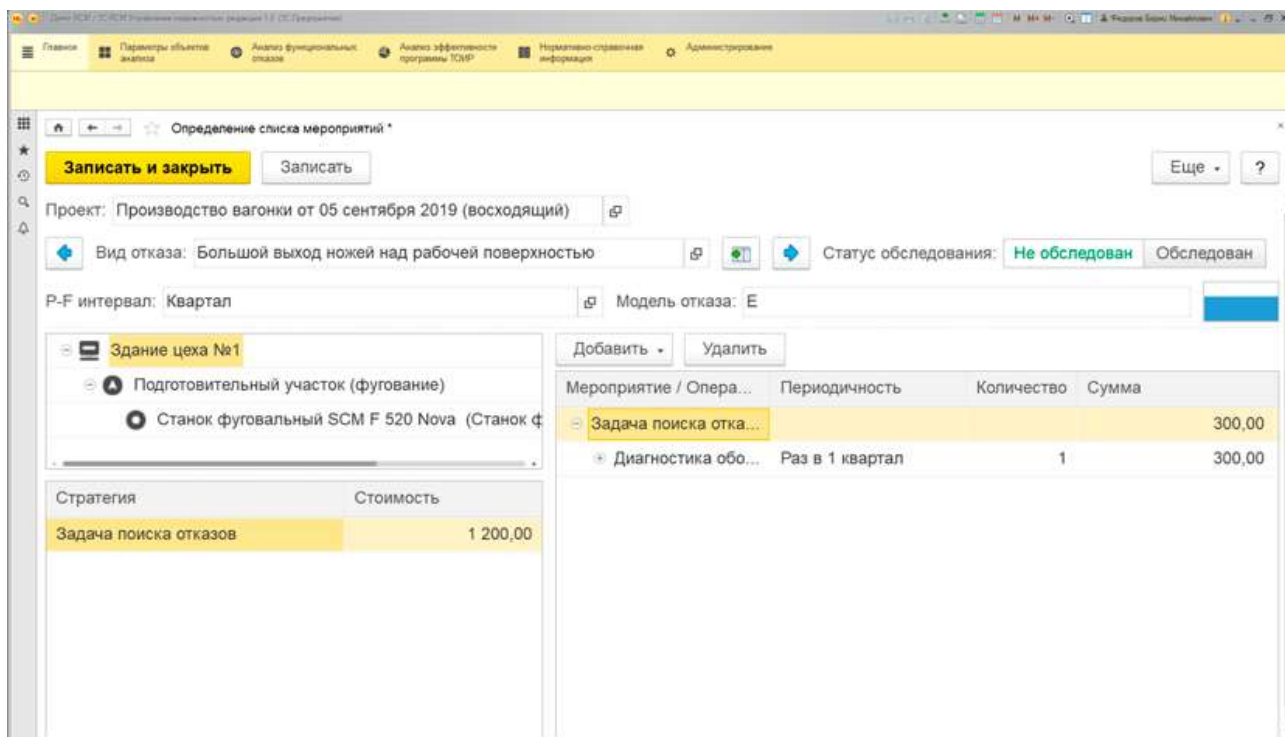 Главное
Параметры объектов анализа
Анализ функциональных отказов
Анализ эффективности программы ТОИР
Нормативно-справочная информация
Администрирование
Определение списка мероприятий *
Записать и закрыть
Записать
Еще
?
Проект: Производство вагонки от 05 сентября 2019 (восходящий)
Вид отказа: Большой выход ножей над рабочей поверхностью
Статус обследования: Не обследован Обследован
P-F интервал: Квартал
Модель отказа: E
Здание цеха №1
Подготовительный участок (фугование)
Станок фуговальный SCM F 520 Nova (Станок ф
Добавить
Удалить
Мероприятие / Опера... Периодичность Количество Сумма
Задача поиска отка... 300,00
Диагностика обо... Раз в 1 квартал 1 300,00
Стратегия Стоимость
Задача поиска отказов 1 200,00